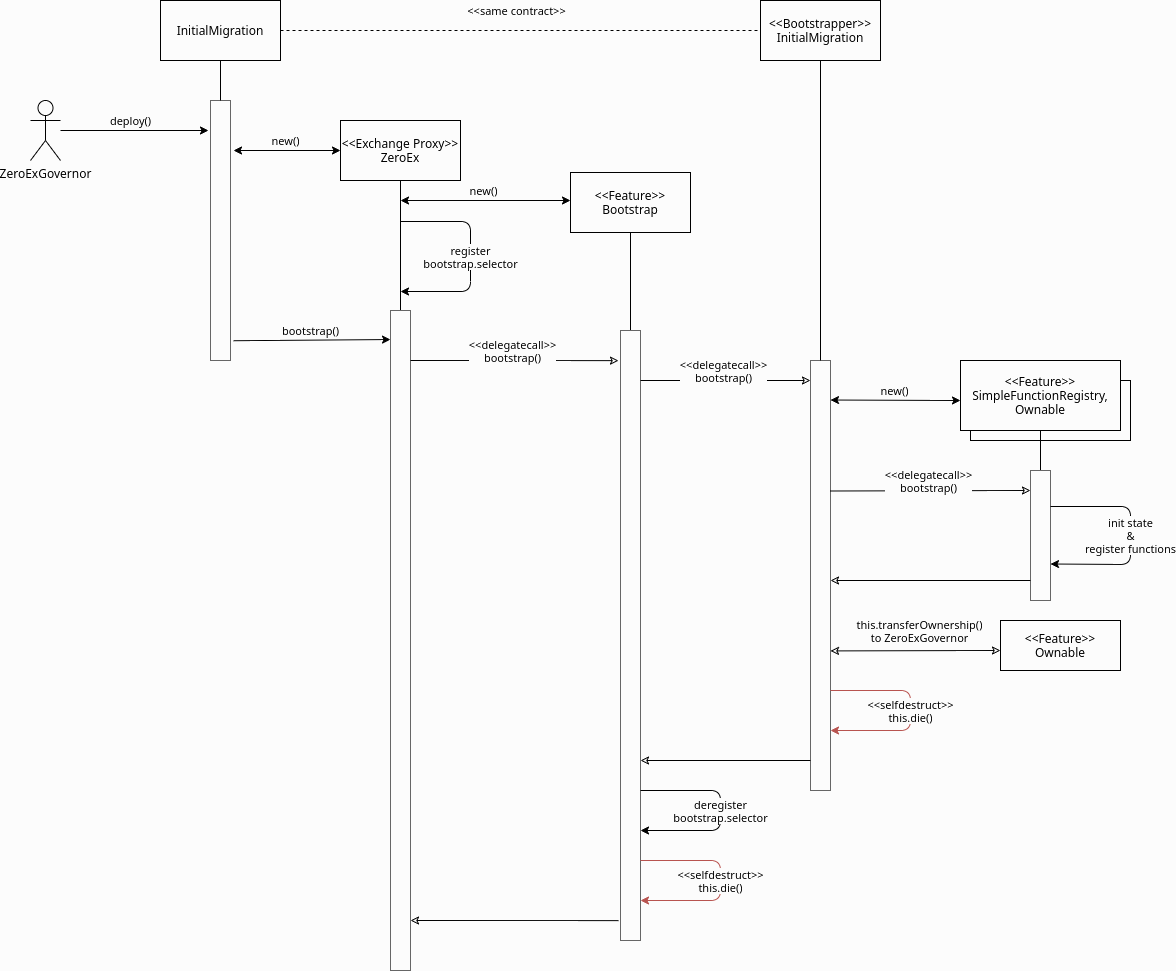 <<same contract>>
InitialMigration
<<Bootstrapper>>
InitialMigration
deploy()
ZeroExGovernor
new()
<<Exchange Proxy>>
ZeroEx
new()
<<Feature>>
Bootstrap
register
bootstrap.selector
bootstrap()
<<delegatecall>>
bootstrap()
<<delegatecall>>
bootstrap()
new()
<<Feature>>
SimpleFunctionRegistry,
Ownable
<<delegatecall>>
bootstrap()
init state
&
register functions
this.transferOwnership()
to ZeroExGovernor
<<Feature>>
Ownable
<<selfdestruct>>
this.die()
deregister
bootstrap.selector
<<selfdestruct>>
this.die()